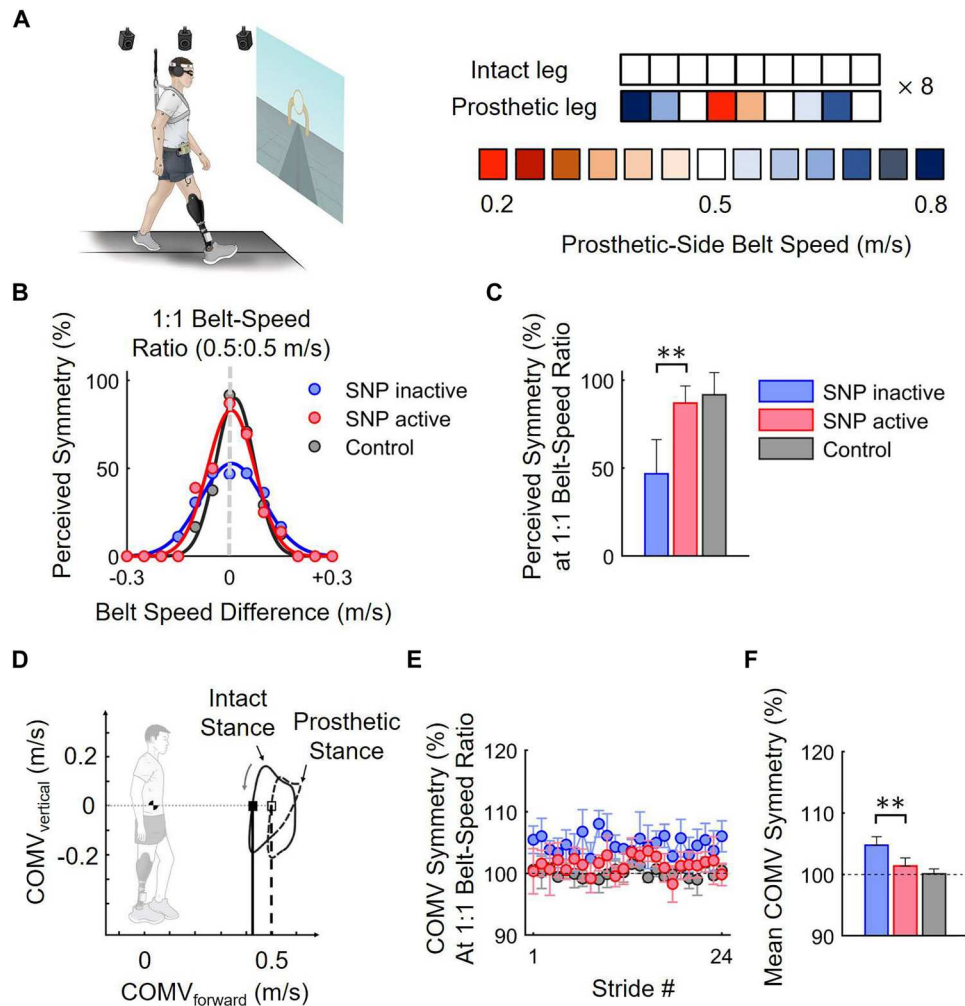 A
Intact leg
Prosthetic leg
× 8
0.2
0.5
0.8
Prosthetic-Side Belt Speed (m/s)
B
1:1 Belt-Speed
Ratio (0.5:0.5 m/s)
Perceived Symmetry (%)
100
50
0
-0.3
0
+0.3
Belt Speed Difference (m/s)
SNP inactive
SNP active
Control
C
Perceived Symmetry (%)
at 1:1 Belt-Speed Ratio
100
50
0
**
SNP inactive
SNP active
Control
D
Intact
Stance
Prosthetic
Stance
COMVvertical (m/s)
0.2
0
-0.2
0
0.5
COMVforward (m/s)
E
COMV Symmetry (%)
At 1:1 Belt-Speed Ratio
120
110
100
90
1
24
Stride #
F
Mean COMV Symmetry (%)
120
110
100
90
**